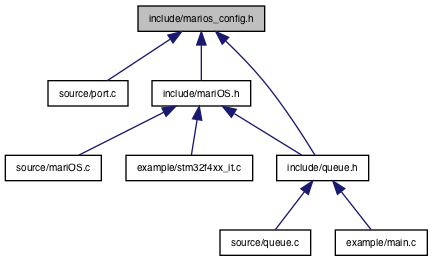 include/marios_config.h
source/port.c
include/mariOS.h
source/mariOS.c
example/stm32f4xx_it.c
include/queue.h
source/queue.c
example/main.c